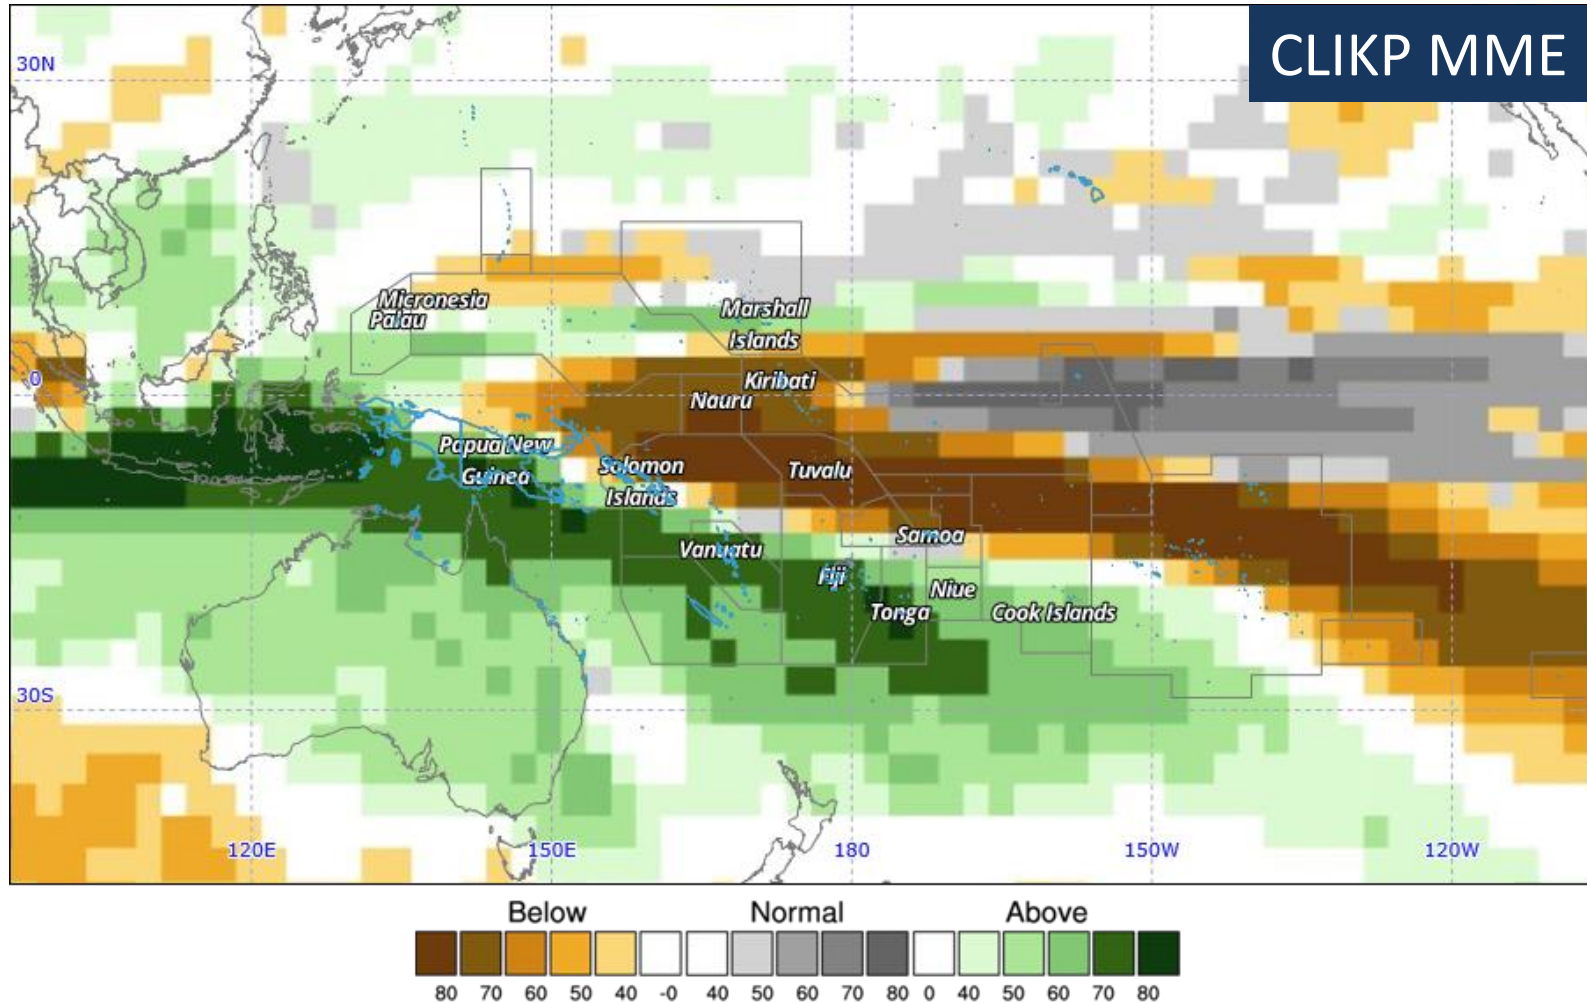 CLIKP MME
30N
Micronesia
Palau
Marshall
Islands
0
Kiribati
Nauru
Papua New
Guinea
Solomon
Islands
Tuvalu
Samoa
Vanuatu
Fiji
Niue
Tonga
Cook Islands
30S
120E 150E 180 150W 120W
Below Normal Above
80 70 60 50 40 -0 40 50 60 70 80 0 40 50 60 70 80